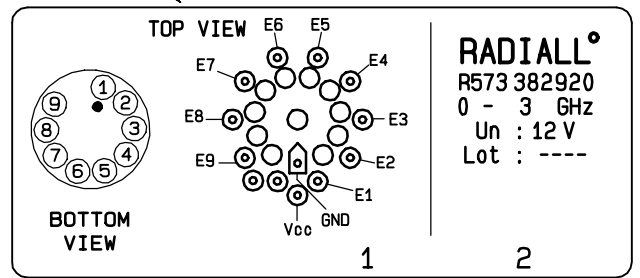 TOP VIEW
E6
E5
E7
E4
E8
E3
E9
E2
E1
Vcc
GND
1
2
3
4
5
6
7
8
9
BOTTOM
VIEW
1
RADIALL°
R573 382920
0 - 3 GHz
Un : 12 V
Lot : ----
2